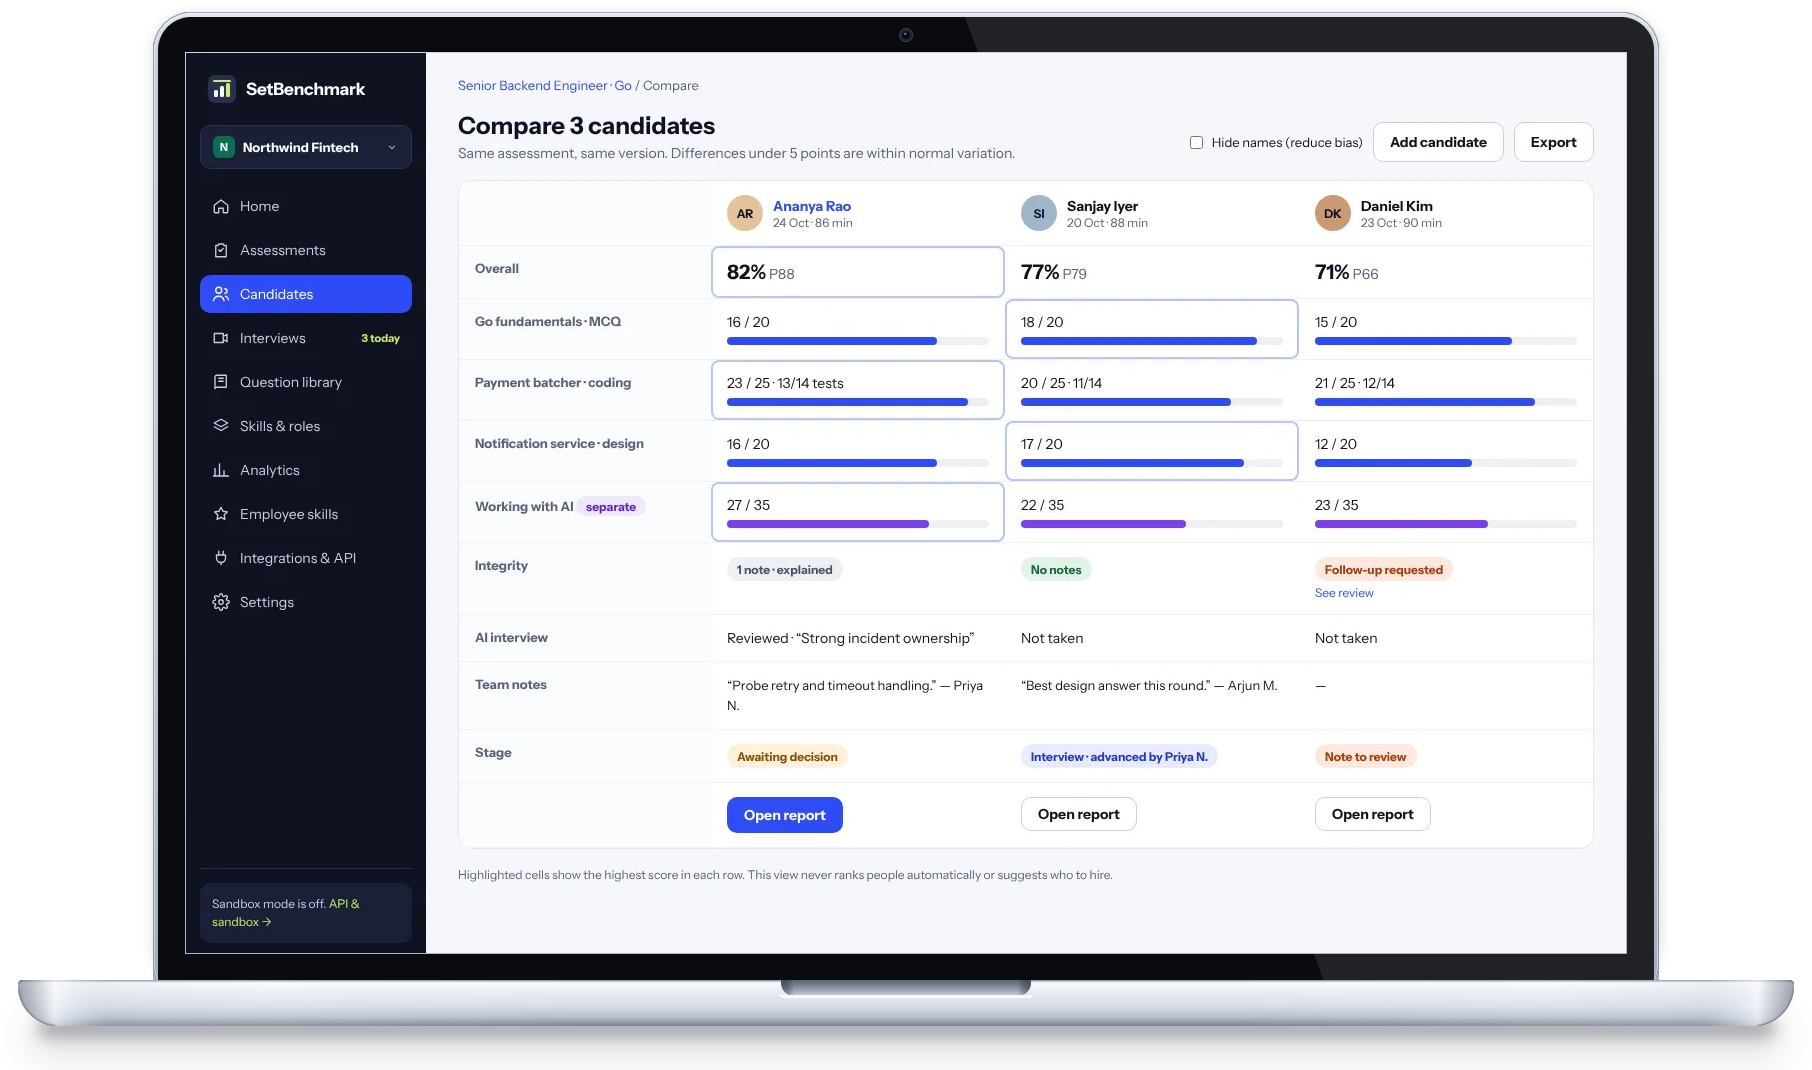 SetBenchmark
N Northwind Fintech
Home
Assessments
Candidates
Interviews 3 today
Question library
Skills & roles
Analytics
Employee skills
Integrations & API
Settings
Sandbox mode is off. API &
sandbox →
Senior Backend Engineer · Go / Compare
Compare 3 candidates
Same assessment, same version. Differences under 5 points are within normal variation.
Hide names (reduce bias) Add candidate Export
AR Ananya Rao SI Sanjay Iyer DK Daniel Kim
24 Oct · 86 min 20 Oct · 88 min 23 Oct · 90 min
Overall 82% P88 77% P79 71% P66
Go fundamentals · MCQ 16 / 20 18 / 20 15 / 20
Payment batcher · coding 23 / 25 · 13/14 tests 20 / 25 · 11/14 21 / 25 · 12/14
Notification service · design 16 / 20 17 / 20 12 / 20
Working with AI separate 27 / 35 22 / 35 23 / 35
Integrity 1 note · explained No notes Follow-up requested
See review
AI interview Reviewed · “Strong incident ownership” Not taken Not taken
Team notes “Probe retry and timeout handling.” — Priya “Best design answer this round.” — Arjun M. —
N.
Stage Awaiting decision Interview · advanced by Priya N. Note to review
Open report Open report Open report
Highlighted cells show the highest score in each row. This view never ranks people automatically or suggests who to hire.